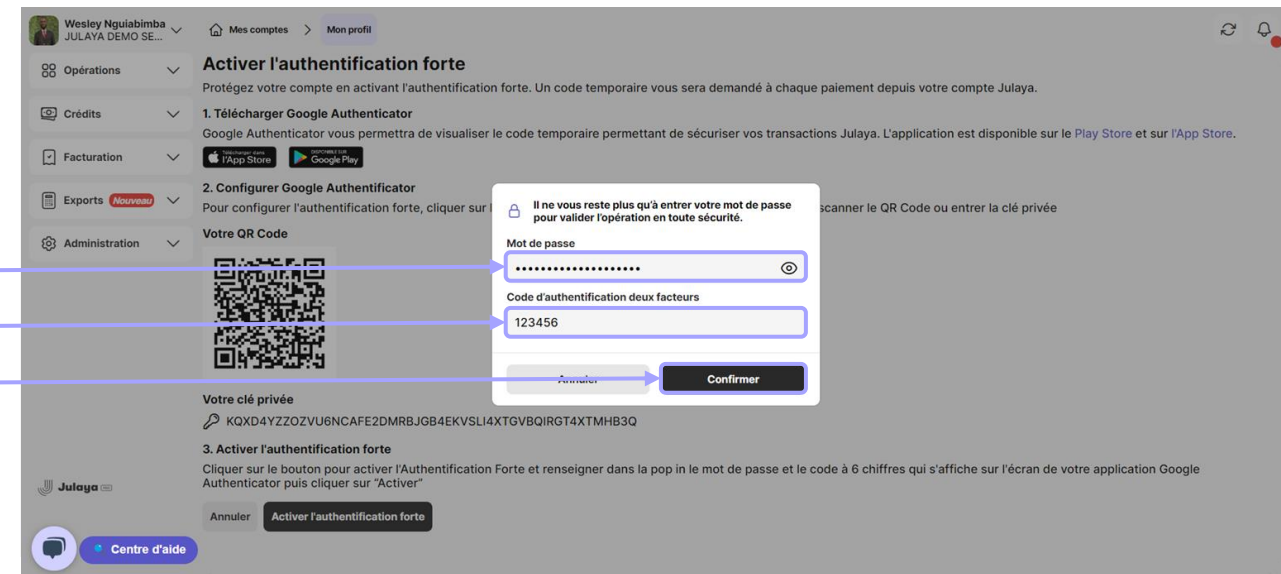 Wesley Nguiabimba
JULAYA DEMO SE...
Mes comptes > Mon profil
Opérations
Crédits
Facturation
Exports Nouveau
Administration
Activer l'authentification forte
Protégez votre compte en activant l'authentification forte. Un code temporaire vous sera demandé à chaque paiement depuis votre compte Julaya.
1. Télécharger Google Authenticator
Google Authenticator vous permettra de visualiser le code temporaire permettant de sécuriser vos transactions Julaya. L'application est disponible sur le Play Store et sur l'App Store.
Télécharger dans
l'App Store
DISPONIBLE SUR
Google Play
2. Configurer Google Authentificator
Pour configurer l'authentification forte, cliquer sur l
scanner le QR Code ou entrer la clé privée
Votre QR Code
Il ne vous reste plus qu'à entrer votre mot de passe
pour valider l'opération en toute sécurité.
Mot de passe
••••••••••••••••••••
Code d'authentification deux facteurs
123456
Annuler
Confirmer
Votre clé privée
KQXD4YZZOZVU6NCAFE2DMRBJGB4EKVSLI4XTGVBQIRGT4XTMHB3Q
3. Activer l'authentification forte
Cliquer sur le bouton pour activer l'Authentification Forte et renseigner dans la pop in le mot de passe et le code à 6 chiffres qui s'affiche sur l'écran de votre application Google
Authenticator puis cliquer sur “Activer”
Annuler
Activer l'authentification forte
Julaya
Centre d'aide